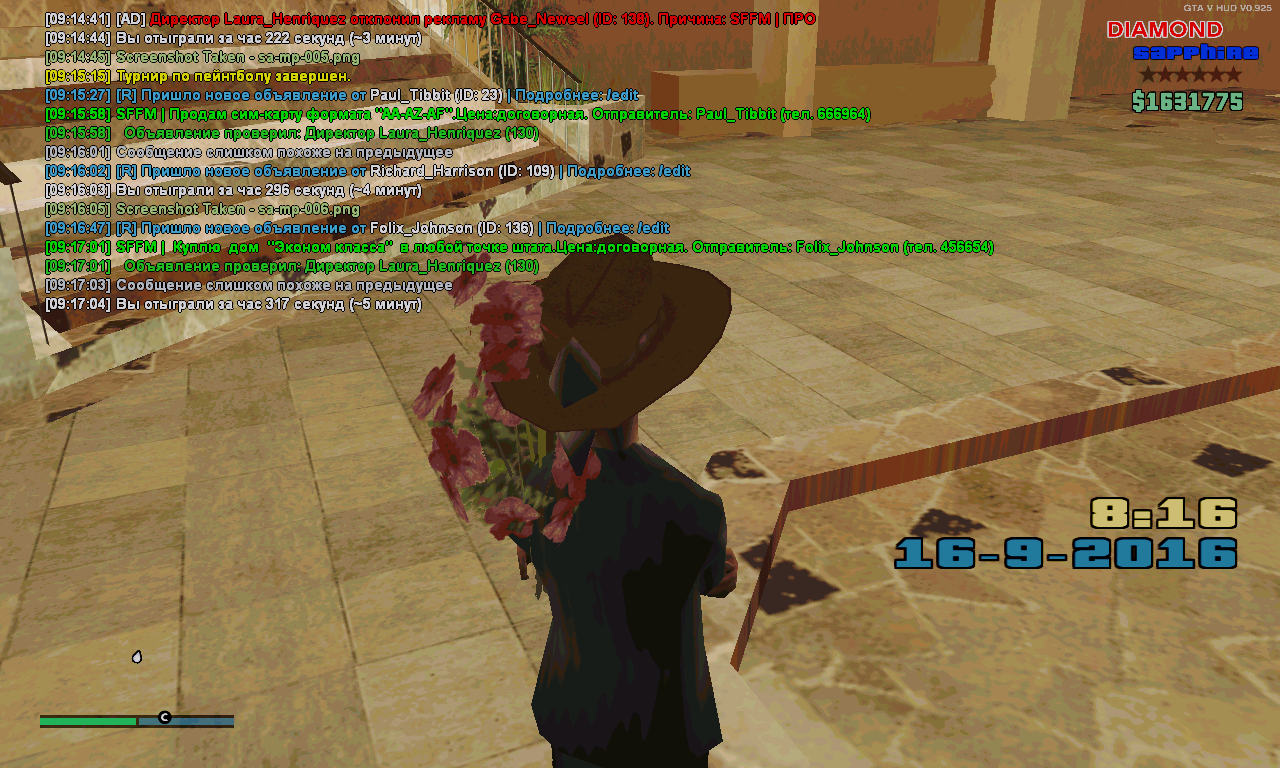 GTA V HUD V0.925
[09:14:41] [AD] Директор Laura_Henriquez отклонил рекламу Gabe_Neweel (ID: 138). Причина: SFFM | ПРО
DIAMOND
[09:14:44] Вы отыграли за час 222 секунд (~3 минут)
sapphire
[09:14:45] Screenshot Taken - sa-mp-005.png
[09:15:15] Турнир по пейнтболу завершен.
[09:15:27] [R] Пришло новое объявление от Paul_Tibbit (ID: 23) | Подробнее: /edit
$1631775
[09:15:58] SFFM | Продам сим-карту формата "AA-AZ-AF".Цена:договорная. Отправитель: Paul_Tibbit (тел. 666964)
[09:15:58] Объявление проверил: Директор Laura_Henriquez (130)
[09:16:01] Сообщение слишком похоже на предыдущее
[09:16:02] [R] Пришло новое объявление от Richard_Harrison (ID: 109) | Подробнее: /edit
[09:16:03] Вы отыграли за час 296 секунд (~4 минут)
[09:16:05] Screenshot Taken - sa-mp-006.png
[09:16:47] [R] Пришло новое объявление от Folix_Johnson (ID: 136) | Подробнее: /edit
[09:17:01] SFFM | Куплю дом "Эконом класса" в любой точке штата.Цена:договорная. Отправитель: Folix_Johnson (тел. 456654)
[09:17:01] Объявление проверил: Директор Laura_Henriquez (130)
[09:17:03] Сообщение слишком похоже на предыдущее
[09:17:04] Вы отыграли за час 317 секунд (~5 минут)
8:16
16-9-2016
C